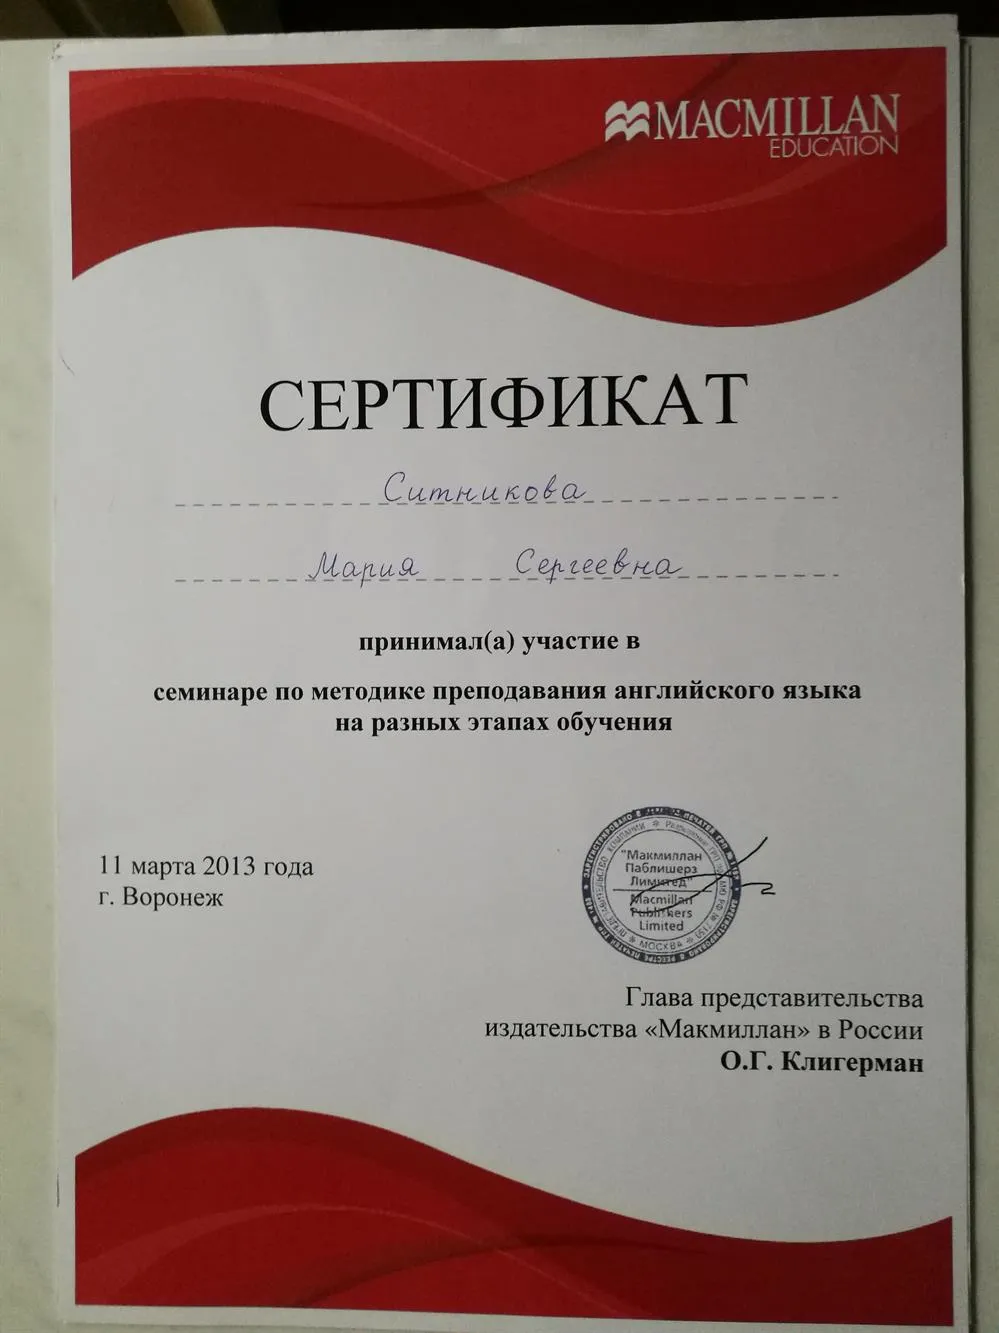 MACMILLAN
EDUCATION
СЕРТИФИКАТ
Ситникова
Мария Сергеевна
принимал(а) участие в
семинаре по методике преподавания английского языка
на разных этапах обучения
11 марта 2013 года
г. Воронеж
"Макмиллан
Паблишерз
Лимитед"
Macmillan
Publishers
Limited
МОСКВА
Глава представительства
издательства «Макмиллан» в России
О.Г. Клигерман